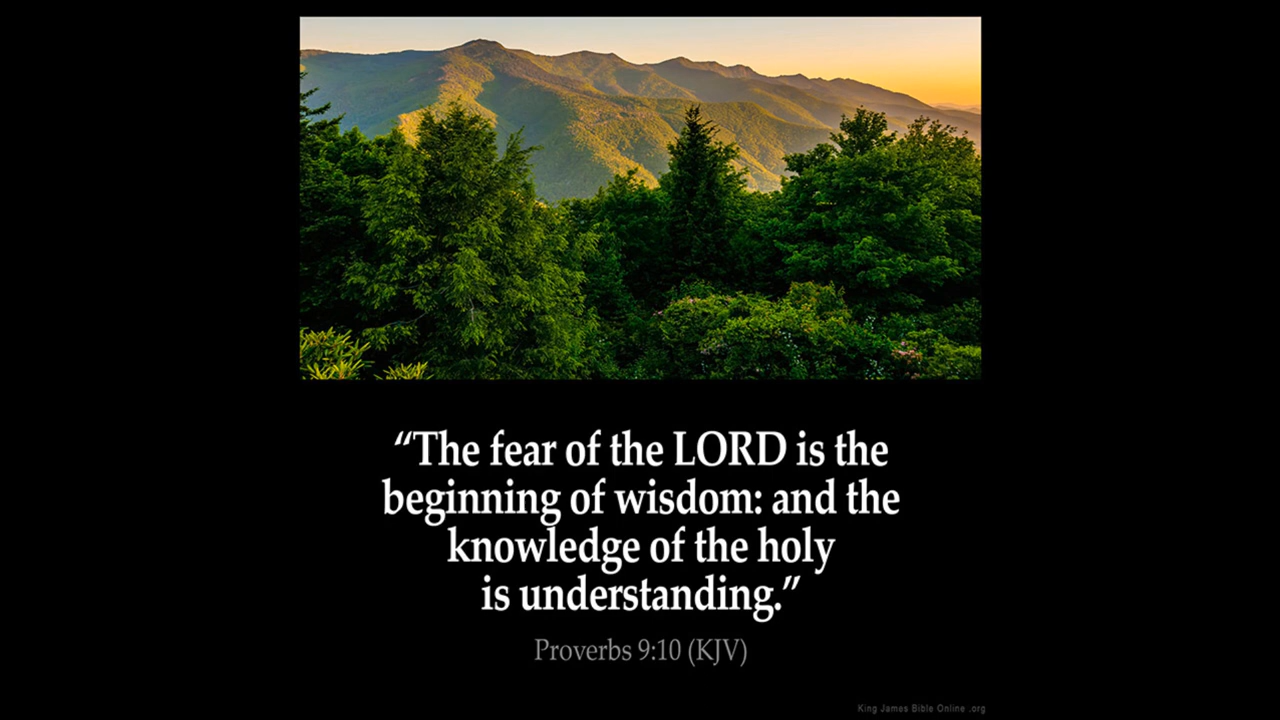 “The fear of the LORD is the
beginning of wisdom: and the
knowledge of the holy
is understanding.”
Proverbs 9:10 (KJV)
King James Bible Online .org